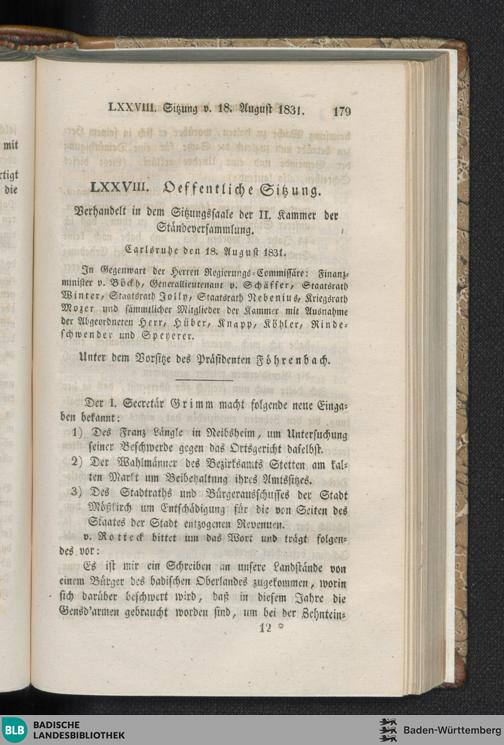 mit
rtigt
die
LXXVIII. Sitzung v. 18. August 1831. 179
LXXVIII. Oeffentliche Sitzung.
Verhandelt in dem Sitzungssaale der II. Kammer der
Ständeversammlung.
Carlsruhe den 18. August 1831.
In Gegenwart der Herren Regierungs-Commissäre: Finanz-
minister v. Böckh, Generallieutenant v. Schäffer, Staatsrath
Winter, Staatsrath Jolly, Staatsrath Nebenius, Kriegsrath
Mozer und sämmtlicher Mitglieder der Kammer mit Ausnahme
der Abgeordneten Herr, Hüber, Knapp, Köhler, Rinde-
schwender und Speyerer.
Unter dem Vorsitze des Präsidenten Föhrenbach.
Der I. Secretär Grimm macht folgende neue Einga-
ben bekannt:
1) Des Franz Längle in Neibsheim, um Untersuchung
seiner Beschwerde gegen das Ortsgericht daselbst.
2) Der Wahlmänner des Bezirksamts Stetten am kal-
ten Markt um Beibehaltung ihres Amtssitzes.
3) Des Stadtraths und Bürgerausschusses der Stadt
Mößkirch um Entschädigung für die von Seiten des
Staates der Stadt entzogenen Revenuen.
v. Rotteck bittet um das Wort und trägt folgen-
des vor:
Es ist mir ein Schreiben an unsere Landstände von
einem Bürger des badischen Oberlandes zugekommen, worin
sich darüber beschwert wird, daß in diesem Jahre die
Gensd'armen gebraucht worden sind, um bei der Zehntein-
12 *
BLB BADISCHE
LANDESBIBLIOTHEK
Baden-Württemberg